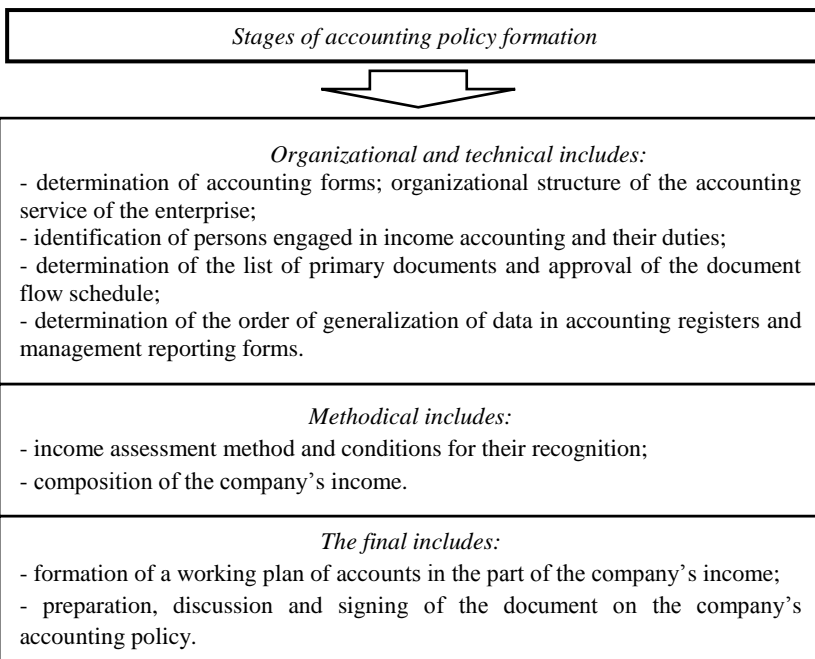 Stages of accounting policy formation
Organizational and technical includes:
- determination of accounting forms; organizational structure of the accounting
service of the enterprise;
- identification of persons engaged in income accounting and their duties;
- determination of the list of primary documents and approval of the document
flow schedule;
- determination of the order of generalization of data in accounting registers and
management reporting forms.
Methodical includes:
- income assessment method and conditions for their recognition;
- composition of the company’s income.
The final includes:
- formation of a working plan of accounts in the part of the company’s income;
- preparation, discussion and signing of the document on the company’s
accounting policy.